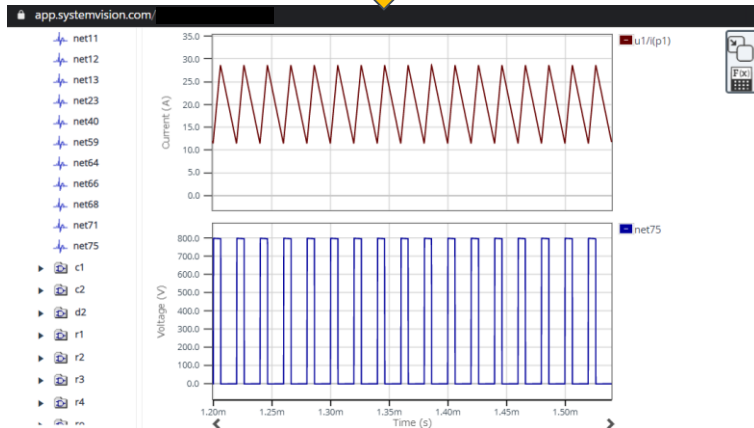 app.systemvision.com/
net11
net12
net13
net23
net40
net59
net64
net66
net68
net71
net75
c1
c2
d2
r1
r2
r3
r4
35.0
30.0
25.0
20.0
15.0
10.0
5.0
0.0
Current (A)
u1/i(p1)
F(x)
800.0
700.0
600.0
500.0
400.0
300.0
200.0
100.0
0.0
Voltage (V)
net75
1.20m 1.25m 1.30m 1.35m 1.40m 1.45m 1.50m
Time (s)